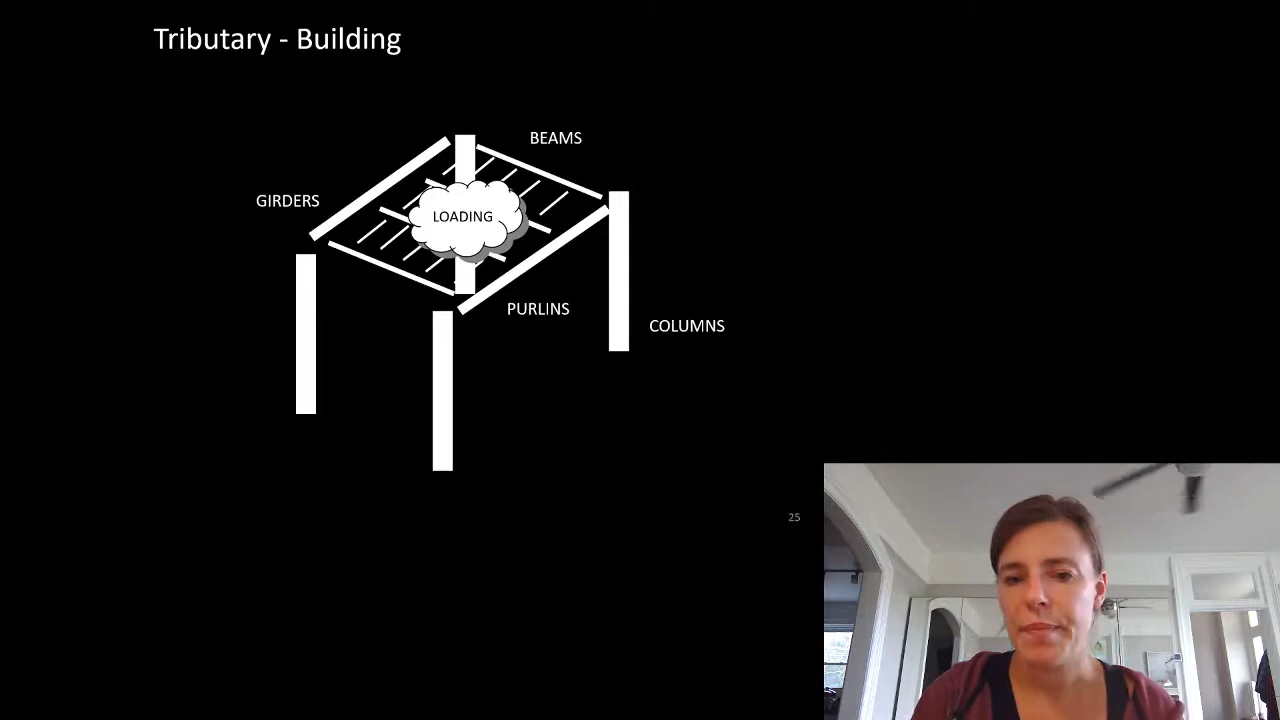 Tributary - Building
BEAMS
GIRDERS
LOADING
PURLINS
COLUMNS
25